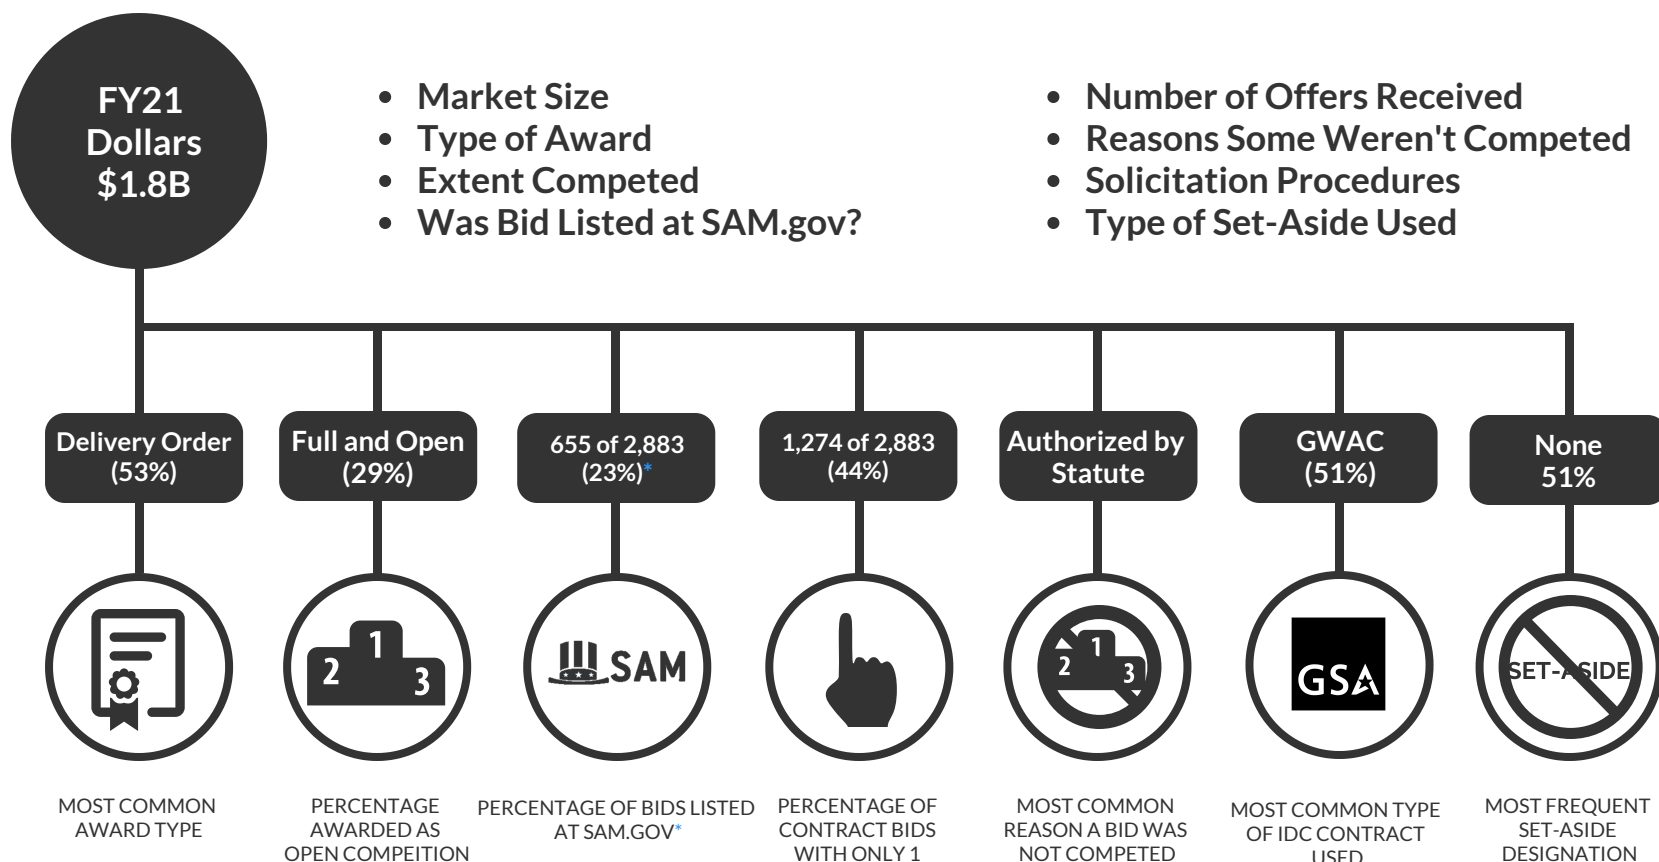 FY21
Dollars
$1.8B
• Market Size
• Type of Award
• Extent Competed
• Was Bid Listed at SAM.gov?
• Number of Offers Received
• Reasons Some Weren't Competed
• Solicitation Procedures
• Type of Set-Aside Used
Delivery Order
(53%)
Full and Open
(29%)
655 of 2,883
(23%)*
1,274 of 2,883
(44%)
Authorized by
Statute
GWAC
(51%)
None
51%
2 1 3
SAM
2 1 3
GSA
SET-ASIDE
MOST COMMON
AWARD TYPE
PERCENTAGE
AWARDED AS
OPEN COMPEITION
PERCENTAGE OF BIDS LISTED
AT SAM.GOV*
PERCENTAGE OF
CONTRACT BIDS
WITH ONLY 1
MOST COMMON
REASON A BID WAS
NOT COMPETED
MOST COMMON TYPE
OF IDC CONTRACT
USED
MOST FREQUENT
SET-ASIDE
DESIGNATION